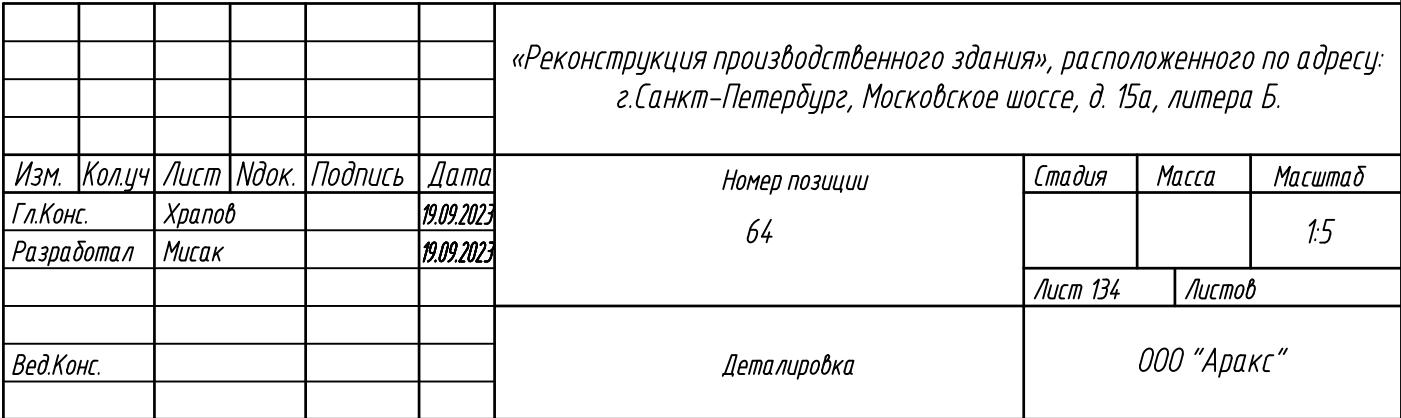 «Реконструкция производственного здания», расположенного по адресу:
г.Санкт-Петербург, Московское шоссе, д. 15а, литера Б.
Изм. Кол.уч Лист Nдок. Подпись Дата
Номер позиции
Стадия Масса Масштаб
Гл.Конс. Храпов 19.09.2023
64
1:5
Разработал Мисак 19.09.2023
Лист 134 Листов
Вед.Конс.
Деталировка
ООО "Аракс"